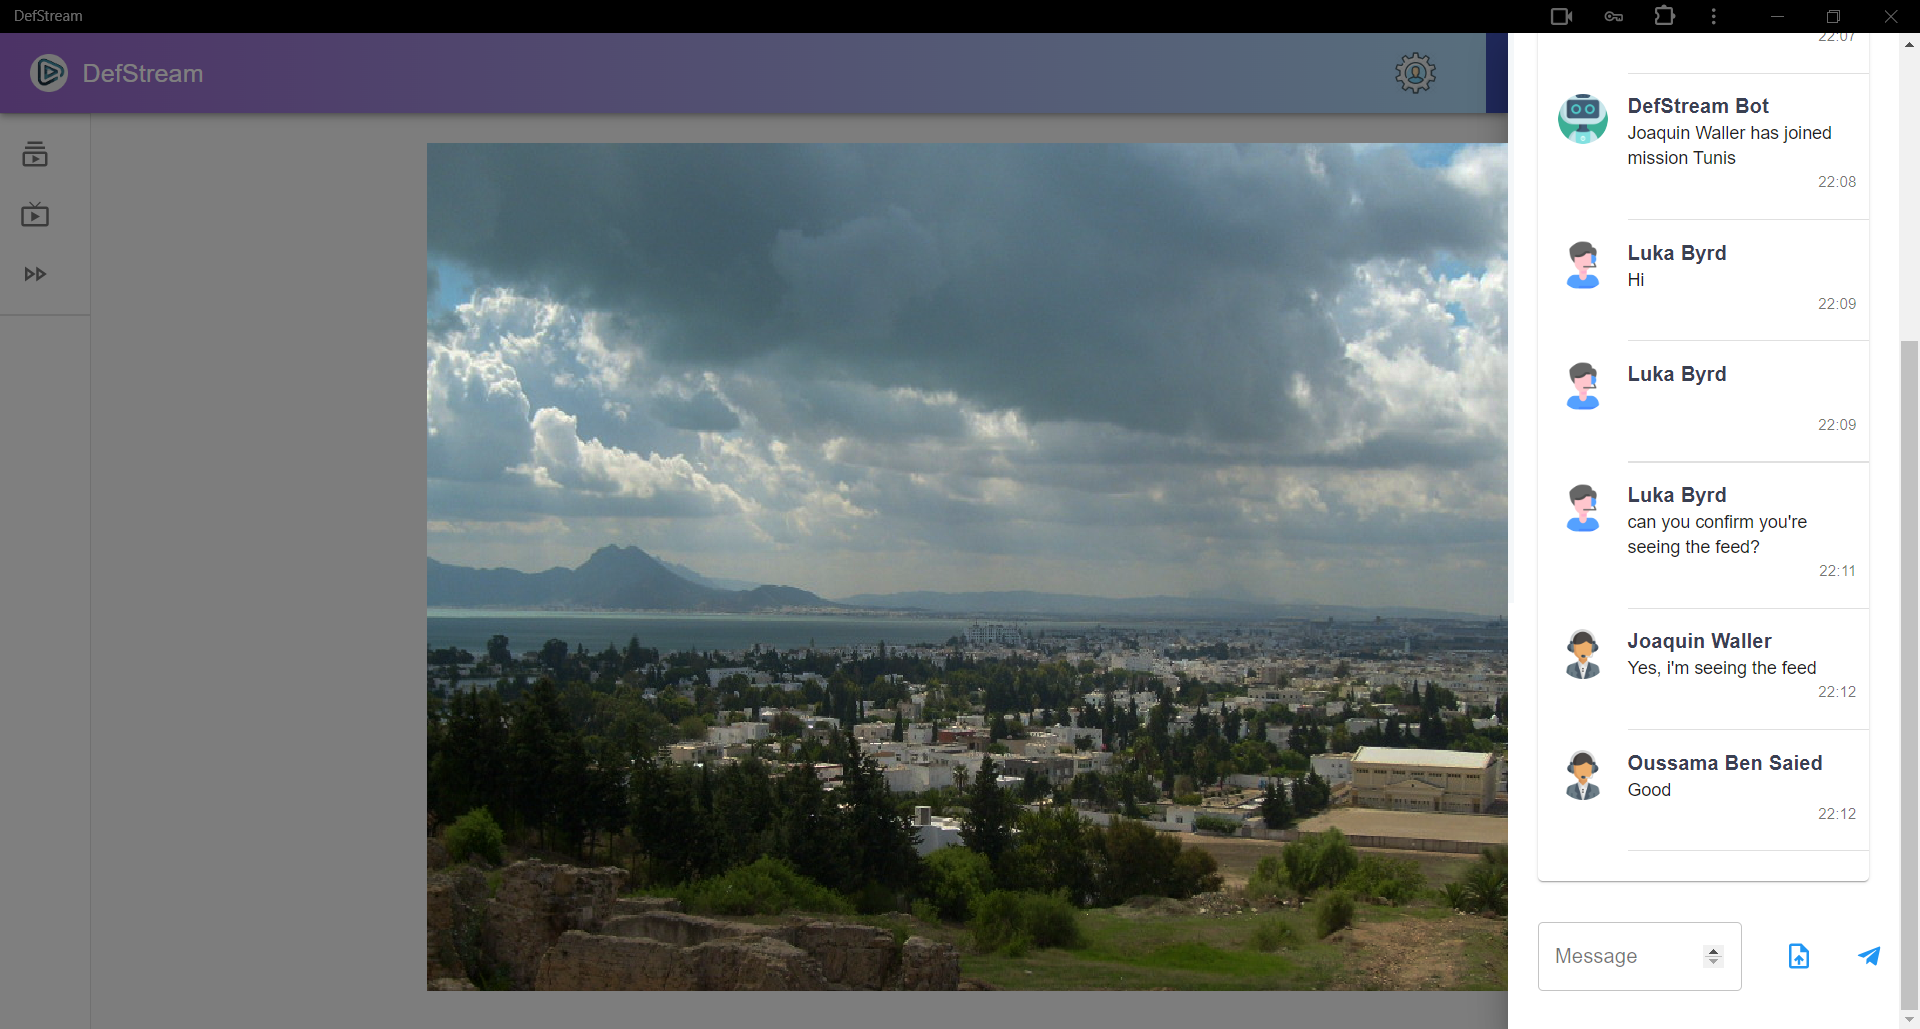 DefStream
DefStream
22:07
DefStream Bot
Joaquin Waller has joined
mission Tunis
22:08
Luka Byrd
Hi
22:09
Luka Byrd
22:09
Luka Byrd
can you confirm you're
seeing the feed?
22:11
Joaquin Waller
Yes, i'm seeing the feed
22:12
Oussama Ben Saied
Good
22:12
Message